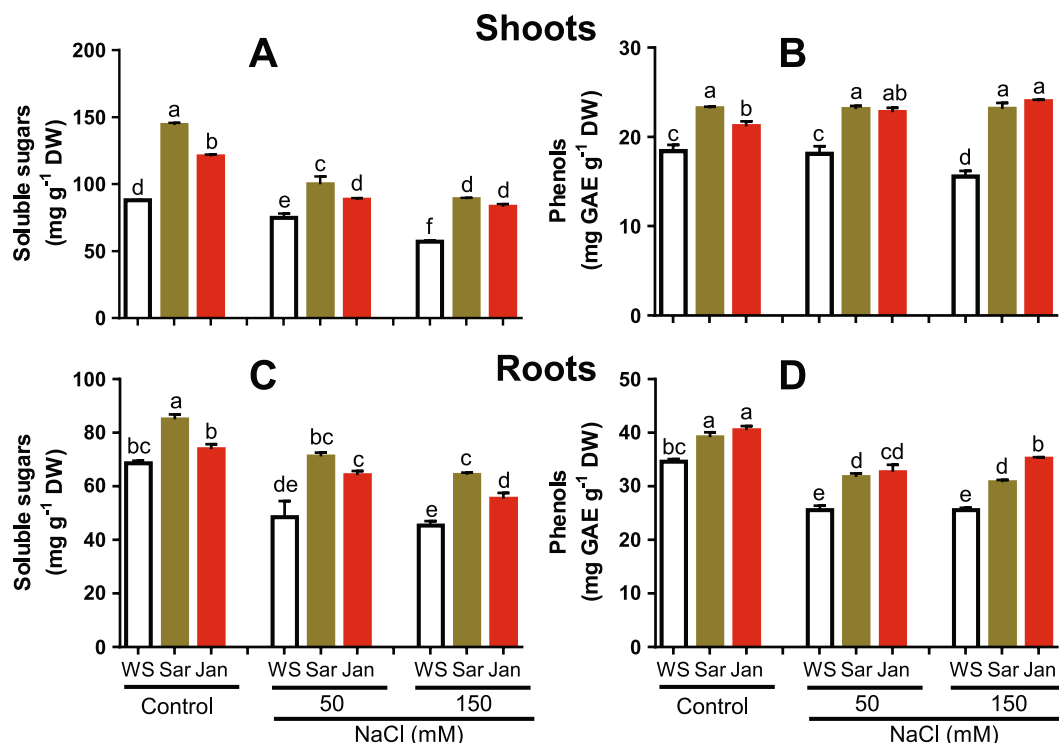 Shoots
A
B
200
150
100
50
0
Soluble sugars
(mg g⁻¹ DW)
d
a
b
e
c
d
f
d
d
30
20
10
0
Phenols
(mg GAE g⁻¹ DW)
c
a
b
c
a
ab
d
a
a
Roots
C
D
100
80
60
40
20
0
Soluble sugars
(mg g⁻¹ DW)
bc
a
b
de
bc
c
e
c
d
50
40
30
20
10
0
Phenols
(mg GAE g⁻¹ DW)
bc
a
a
e
d
cd
e
d
b
WS Sar Jan WS Sar Jan WS Sar Jan
Control 50 150
NaCl (mM)
WS Sar Jan WS Sar Jan WS Sar Jan
Control 50 150
NaCl (mM)